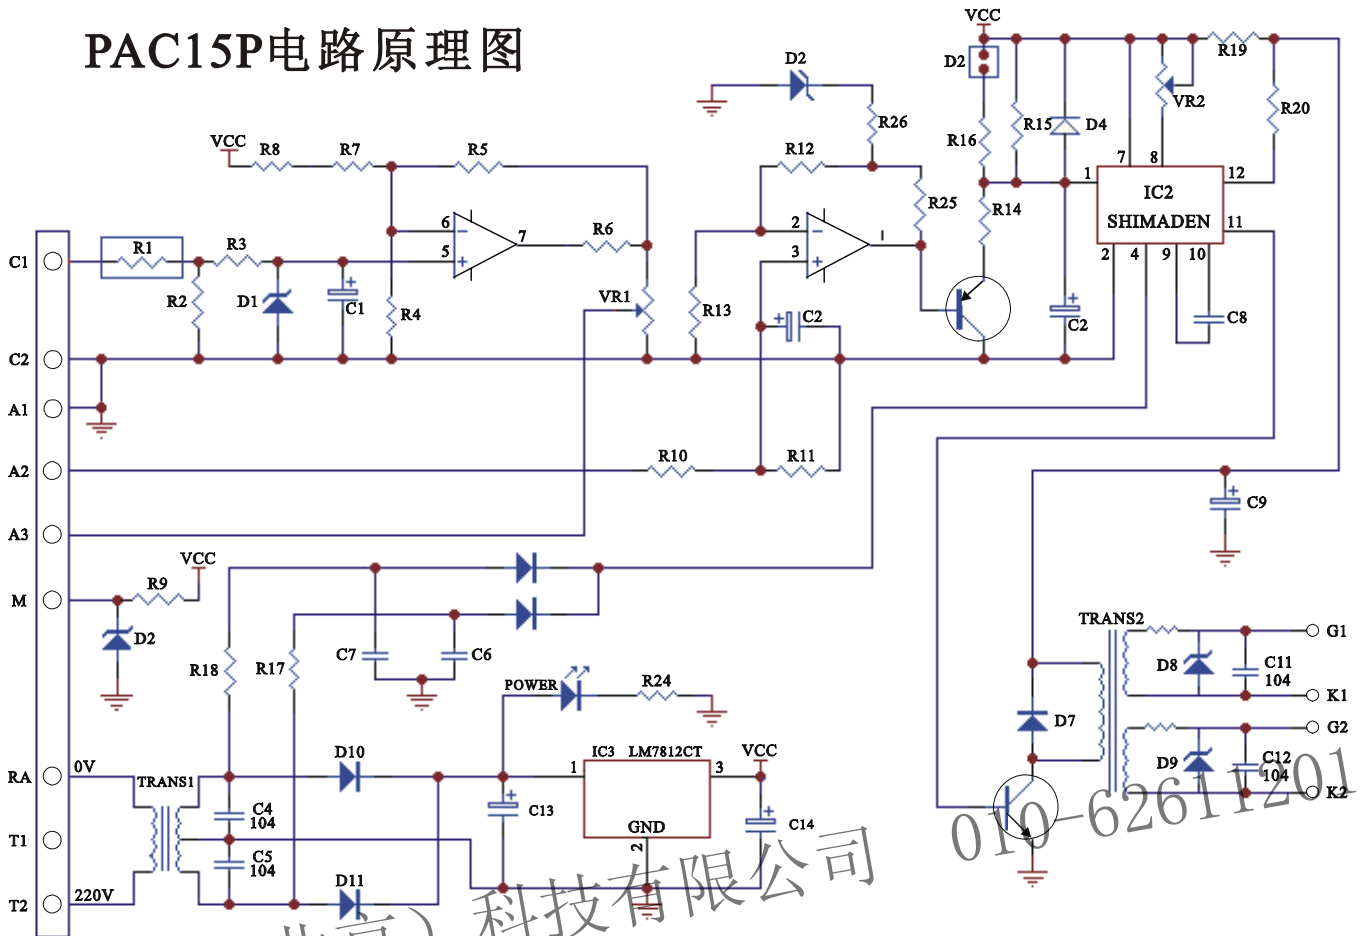 PAC15P电路原理图
VCC
D2
D2
R19
VR2
R20
R26
R16
R15
D4
VCC
R8
R7
R5
R12
7
8
1
IC2
12
SHIMADEN
11
2
4
9
10
R25
R14
6
7
5
R6
2
1
3
C1
R1
R3
R2
D1
C1
R4
VR1
R13
C2
C2
C8
C2
A1
A2
R10
R11
A3
C9
VCC
M
R9
D2
R18
R17
C7
C6
TRANS2
G1
D8
C11
104
K1
POWER
R24
D7
G2
D9
C12
104
K2
RA
0V
TRANS1
D10
IC3 LM7812CT
VCC
1
3
GND
2
C13
C14
C4
104
T1
C5
104
D11
T2
220V
京）科技有限公司 010-62611201